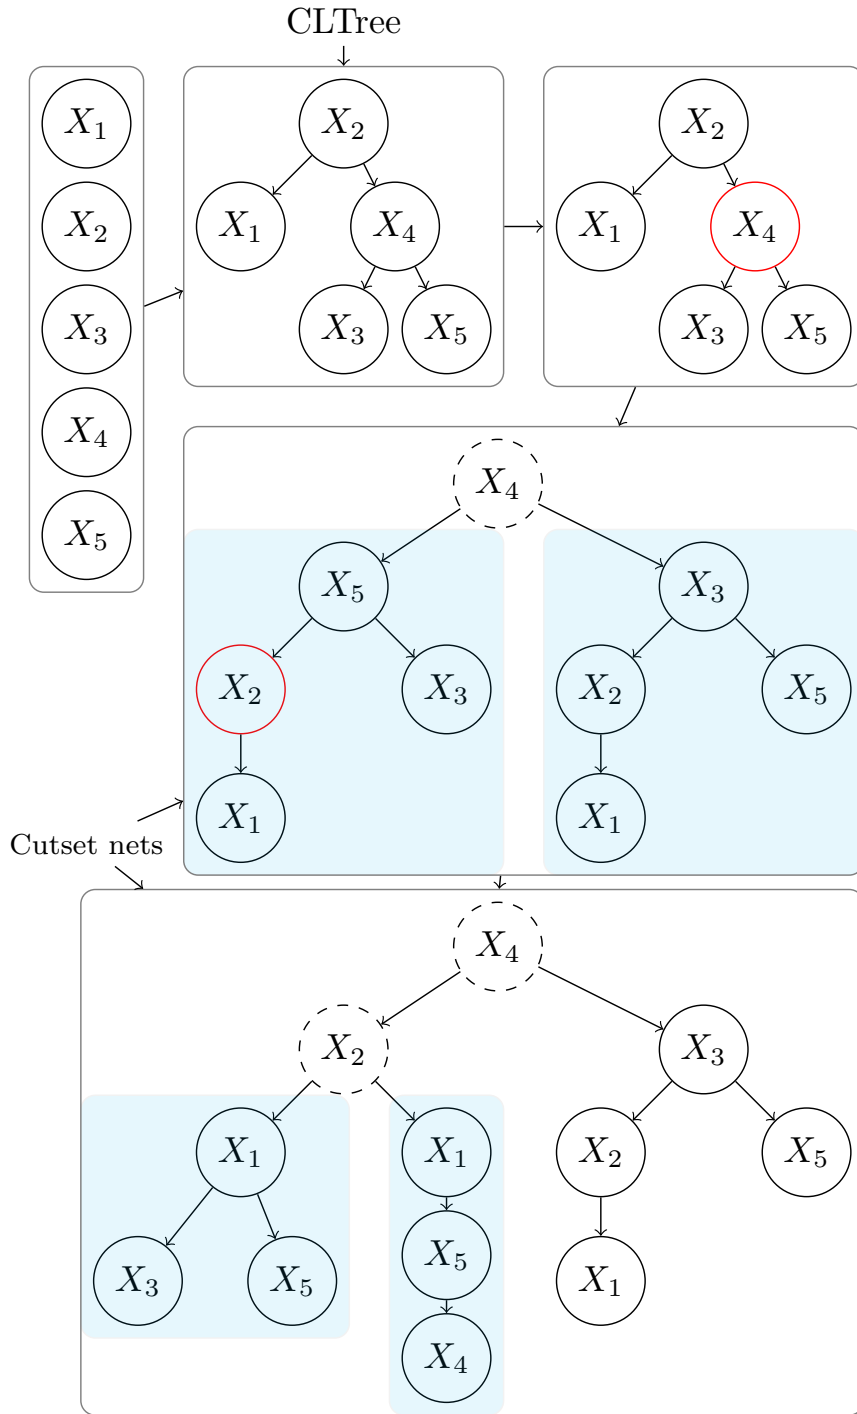 CLTree
X₁
X₂
X₃
X₄
X₅
X₂
X₁ X₄
X₃ X₅
X₂
X₁ X₄
X₃ X₅
X₄
X₅ X₃
X₂ X₃ X₂ X₅
X₁ X₁
Cutset nets
X₄
X₂ X₃
X₁ X₁ X₂ X₅
X₃ X₅ X₅ X₁
X₄